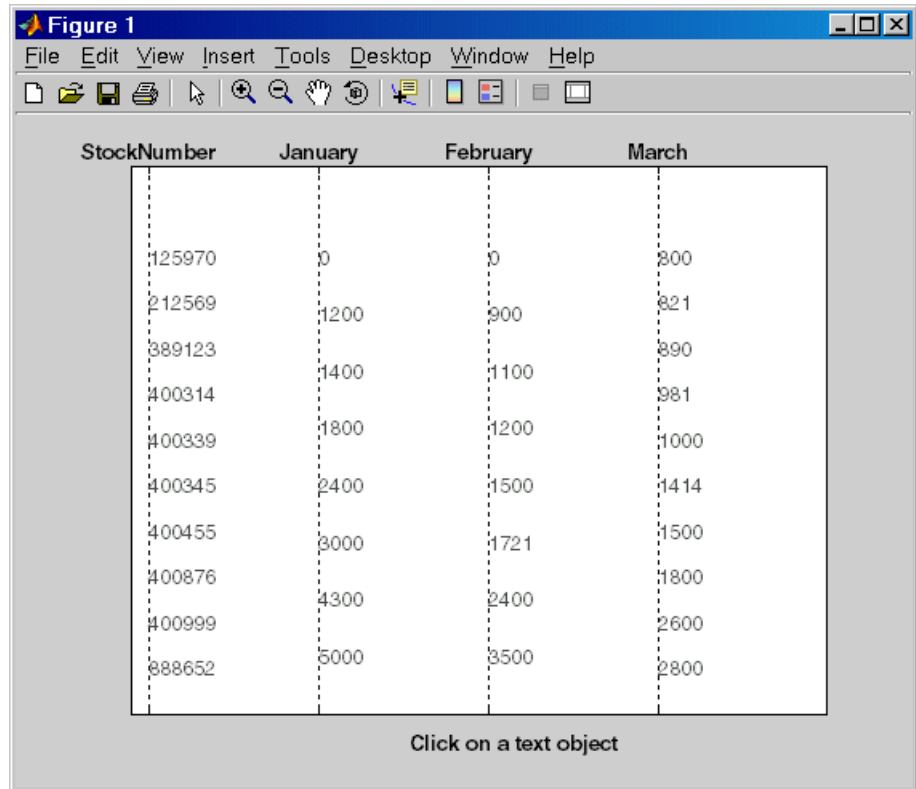 Figure 1
File Edit View Insert Tools Desktop Window Help
StockNumber January February March
125970 0 0 800
212569 1200 900 821
389123 1400 1100 890
400314 1800 1200 981
400339 2400 1500 1000
400345 3000 1721 1414
400455 4300 2400 1500
400876 5000 3500 1800
400999 2600
888652 2800
Click on a text object